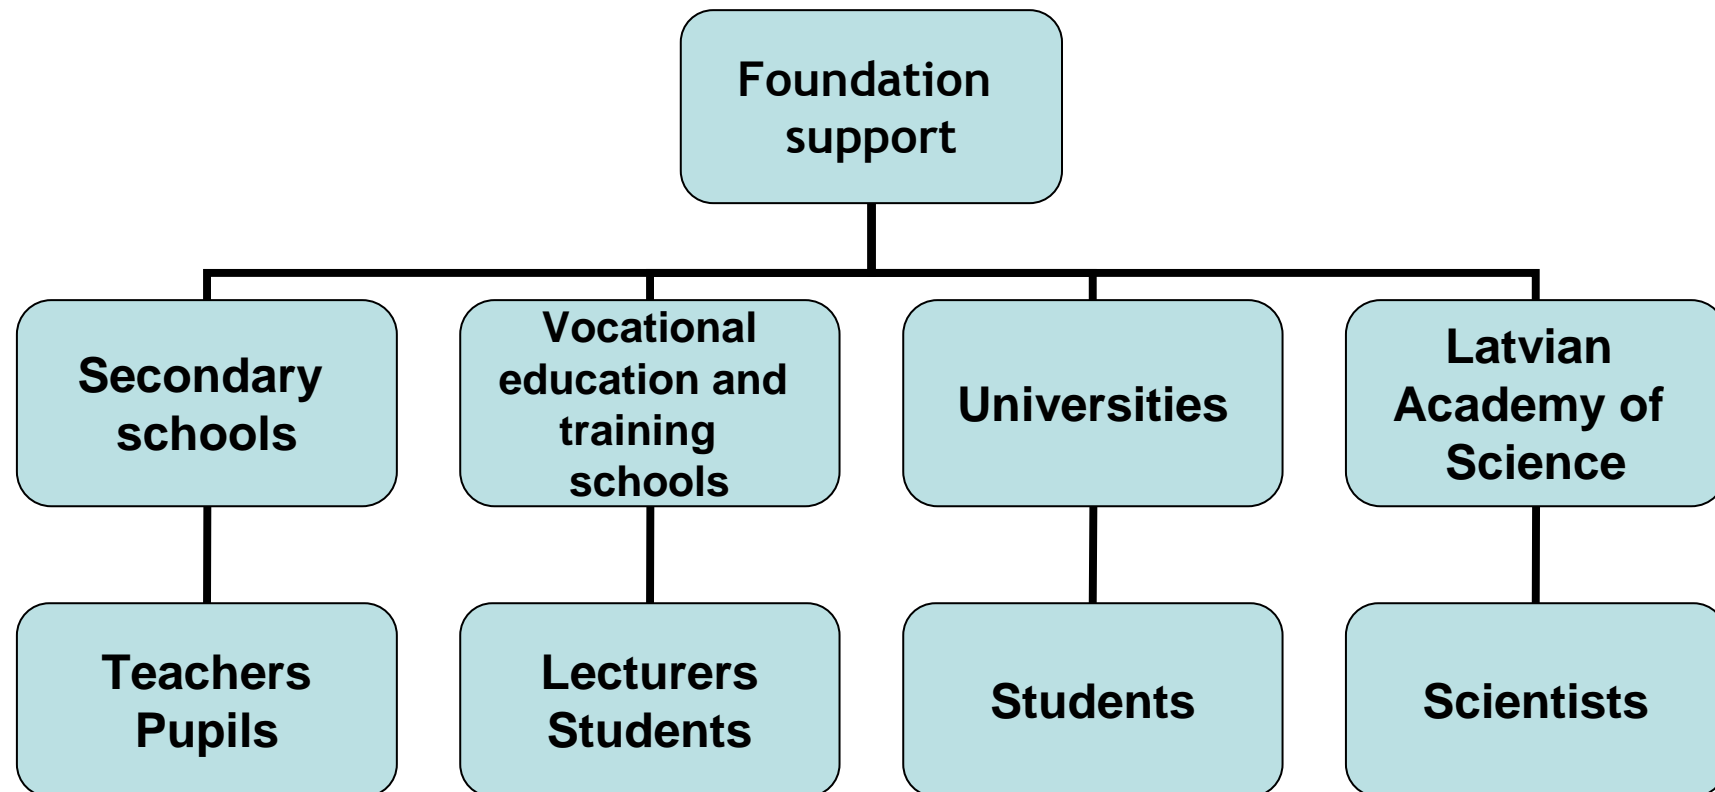 Foundation
support
Secondary
schools
Vocational
education and
training
schools
Universities
Latvian
Academy of
Science
Teachers
Pupils
Lecturers
Students
Students
Scientists